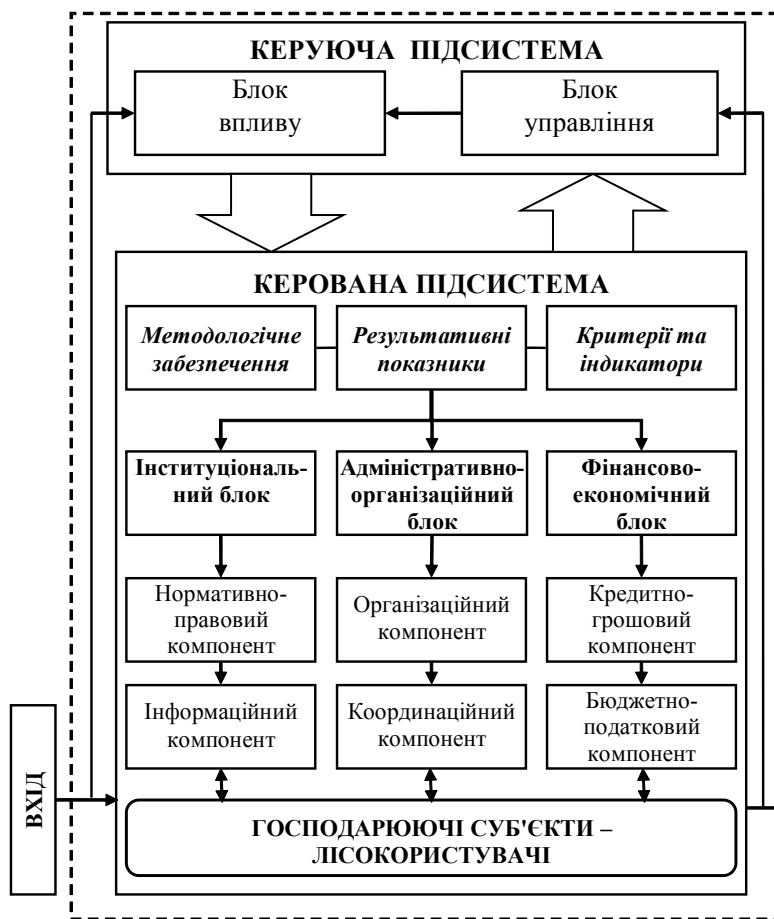 КЕРУЮЧА ПІДСИСТЕМА
Блок
впливу
Блок
управління
КЕРОВАНА ПІДСИСТЕМА
Методологічне
забезпечення
Результативні
показники
Критерії та
індикатори
Інституціональ-
ний блок
Адміністративно-
організаційний
блок
Фінансово-
економічний
блок
Нормативно-
правовий
компонент
Організаційний
компонент
Кредитно-
грошовий
компонент
Інформаційний
компонент
Координаційний
компонент
Бюджетно-
податковий
компонент
ВХІД
ГОСПОДАРЮЮЧІ СУБ'ЄКТИ –
ЛІСОКОРИСТУВАЧІ